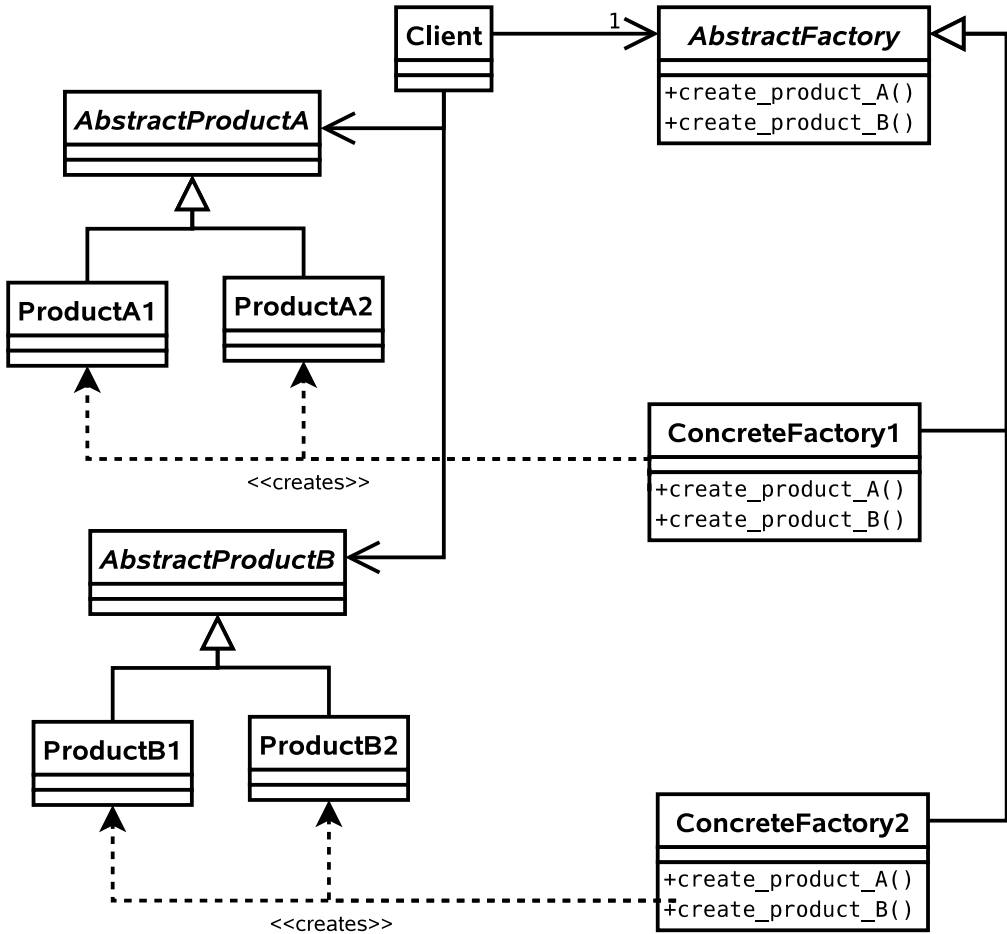 Client
1
AbstractFactory
+create_product_A()
+create_product_B()
AbstractProductA
ProductA1
ProductA2
<<creates>>
ConcreteFactory1
+create_product_A()
+create_product_B()
AbstractProductB
ProductB1
ProductB2
<<creates>>
ConcreteFactory2
+create_product_A()
+create_product_B()